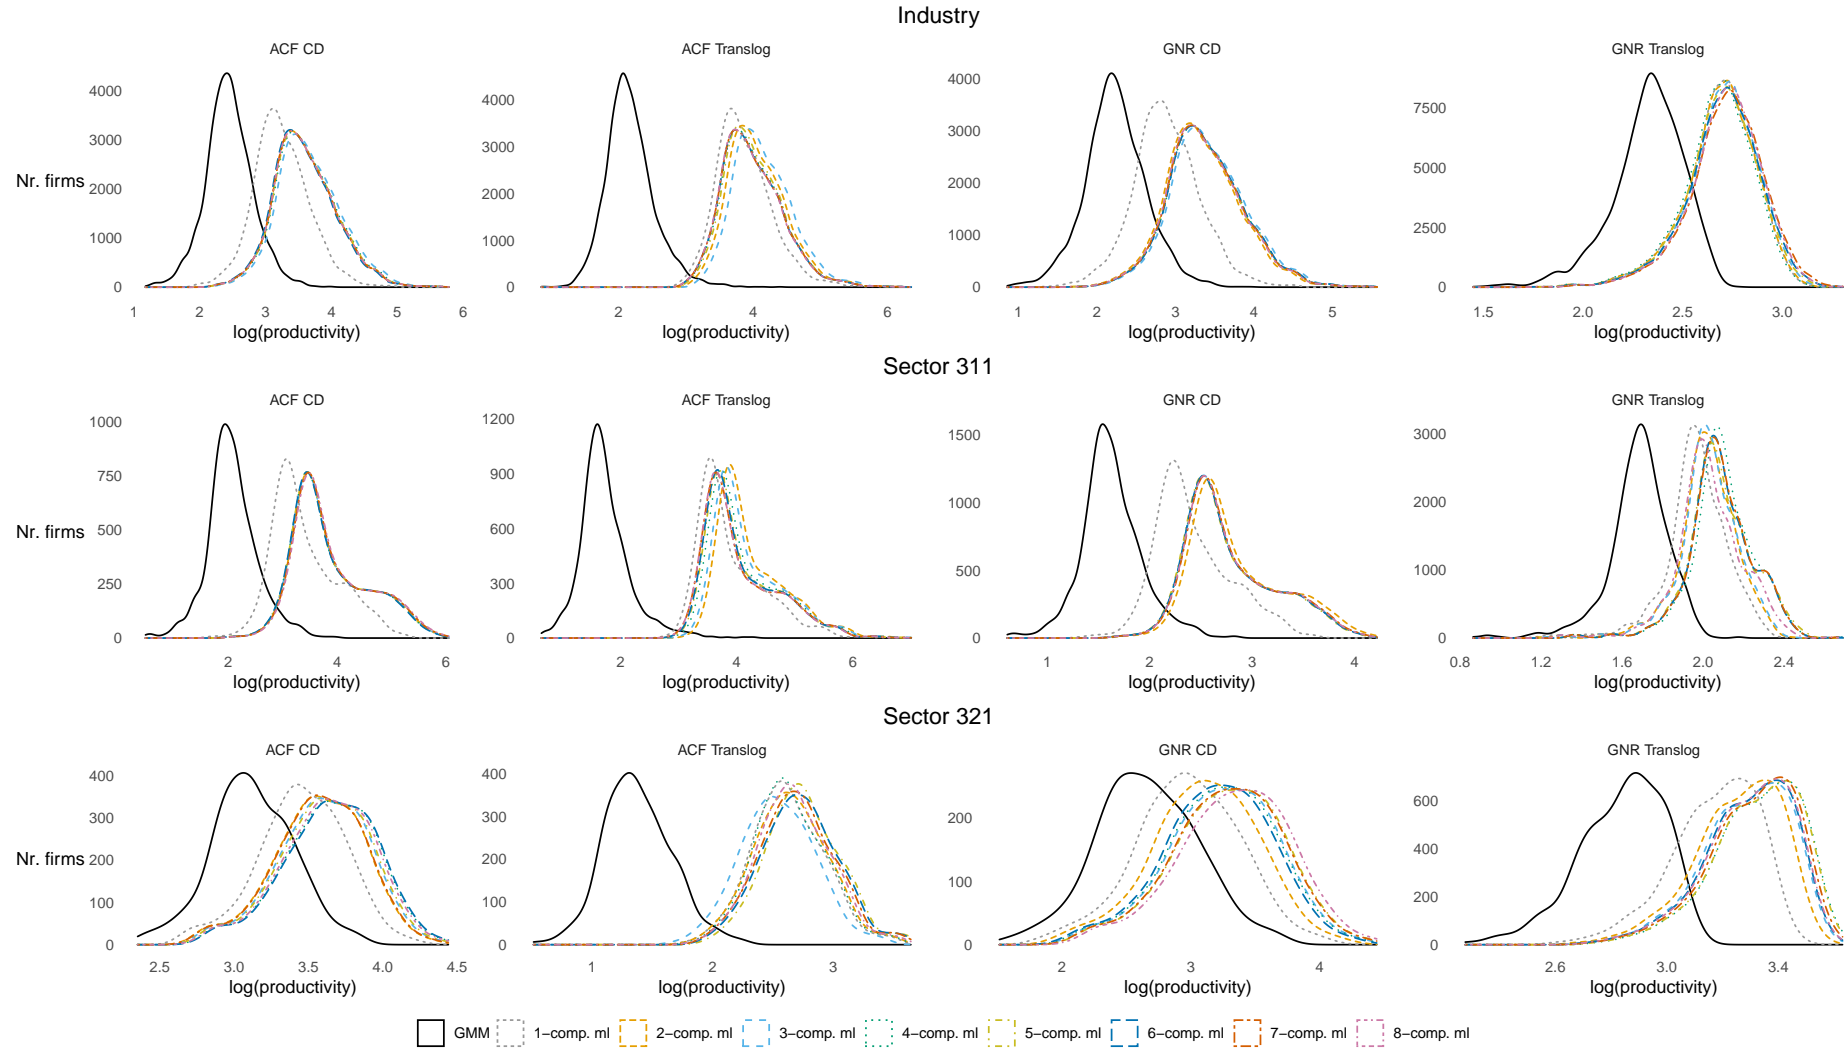 Industry
ACF CD
ACF Translog
GNR CD
GNR Translog
Nr. firms
4000
3000
2000
1000
0
1 2 3 4 5 6
log(productivity)
4000
3000
2000
1000
0
2 4 6
log(productivity)
4000
3000
2000
1000
0
1 2 3 4 5
log(productivity)
7500
5000
2500
0
1.5 2.0 2.5 3.0
log(productivity)
Sector 311
ACF CD
ACF Translog
GNR CD
GNR Translog
Nr. firms
1000
750
500
250
0
2 4 6
log(productivity)
1200
900
600
300
0
2 4 6
log(productivity)
1500
1000
500
0
1 2 3 4
log(productivity)
3000
2000
1000
0
0.8 1.2 1.6 2.0 2.4
log(productivity)
Sector 321
ACF CD
ACF Translog
GNR CD
GNR Translog
Nr. firms
400
300
200
100
0
2.5 3.0 3.5 4.0 4.5
log(productivity)
400
300
200
100
0
1 2 3
log(productivity)
200
100
0
2 3 4
log(productivity)
600
400
200
0
2.6 3.0 3.4
log(productivity)
GMM 1−comp. ml 2−comp. ml 3−comp. ml 4−comp. ml 5−comp. ml 6−comp. ml 7−comp. ml 8−comp. ml